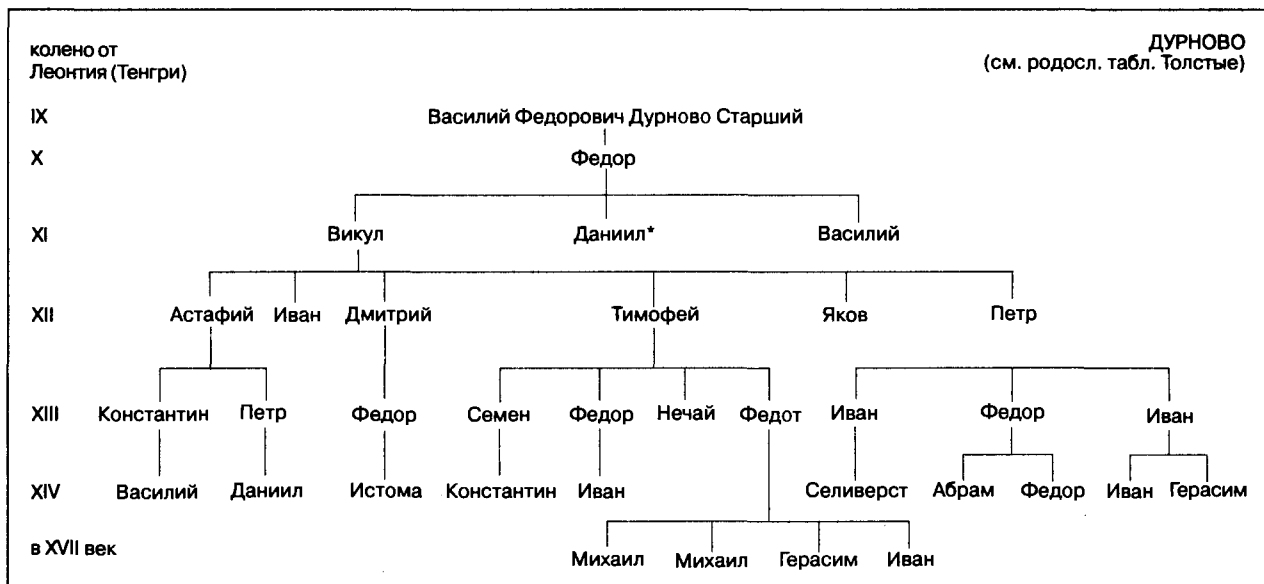 колено от
Леонтия (Тенгри)
ДУРНОВО
(см. родосл. табл. Толстые)
IX Василий Федорович Дурново Старший
X Федор
XI Викул Даниил* Василий
XII Астафий Иван Дмитрий Тимофей Яков Петр
XIII Константин Петр Федор Семен Федор Нечай Федот Иван Федор Иван
XIV Василий Даниил Истома Константин Иван Селиверст Абрам Федор Иван Герасим
в XVII век Михаил Михаил Герасим Иван